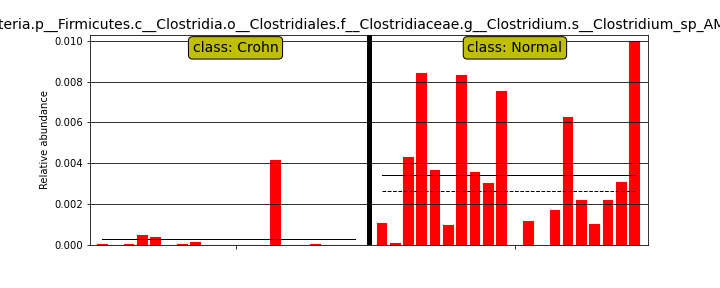 teria.p__Firmicutes.c__Clostridia.o__Clostridiales.f__Clostridiaceae.g__Clostridium.s__Clostridium_sp_AM
class: Crohn
class: Normal
0.010
0.008
0.006
0.004
0.002
0.000
Relative abundance